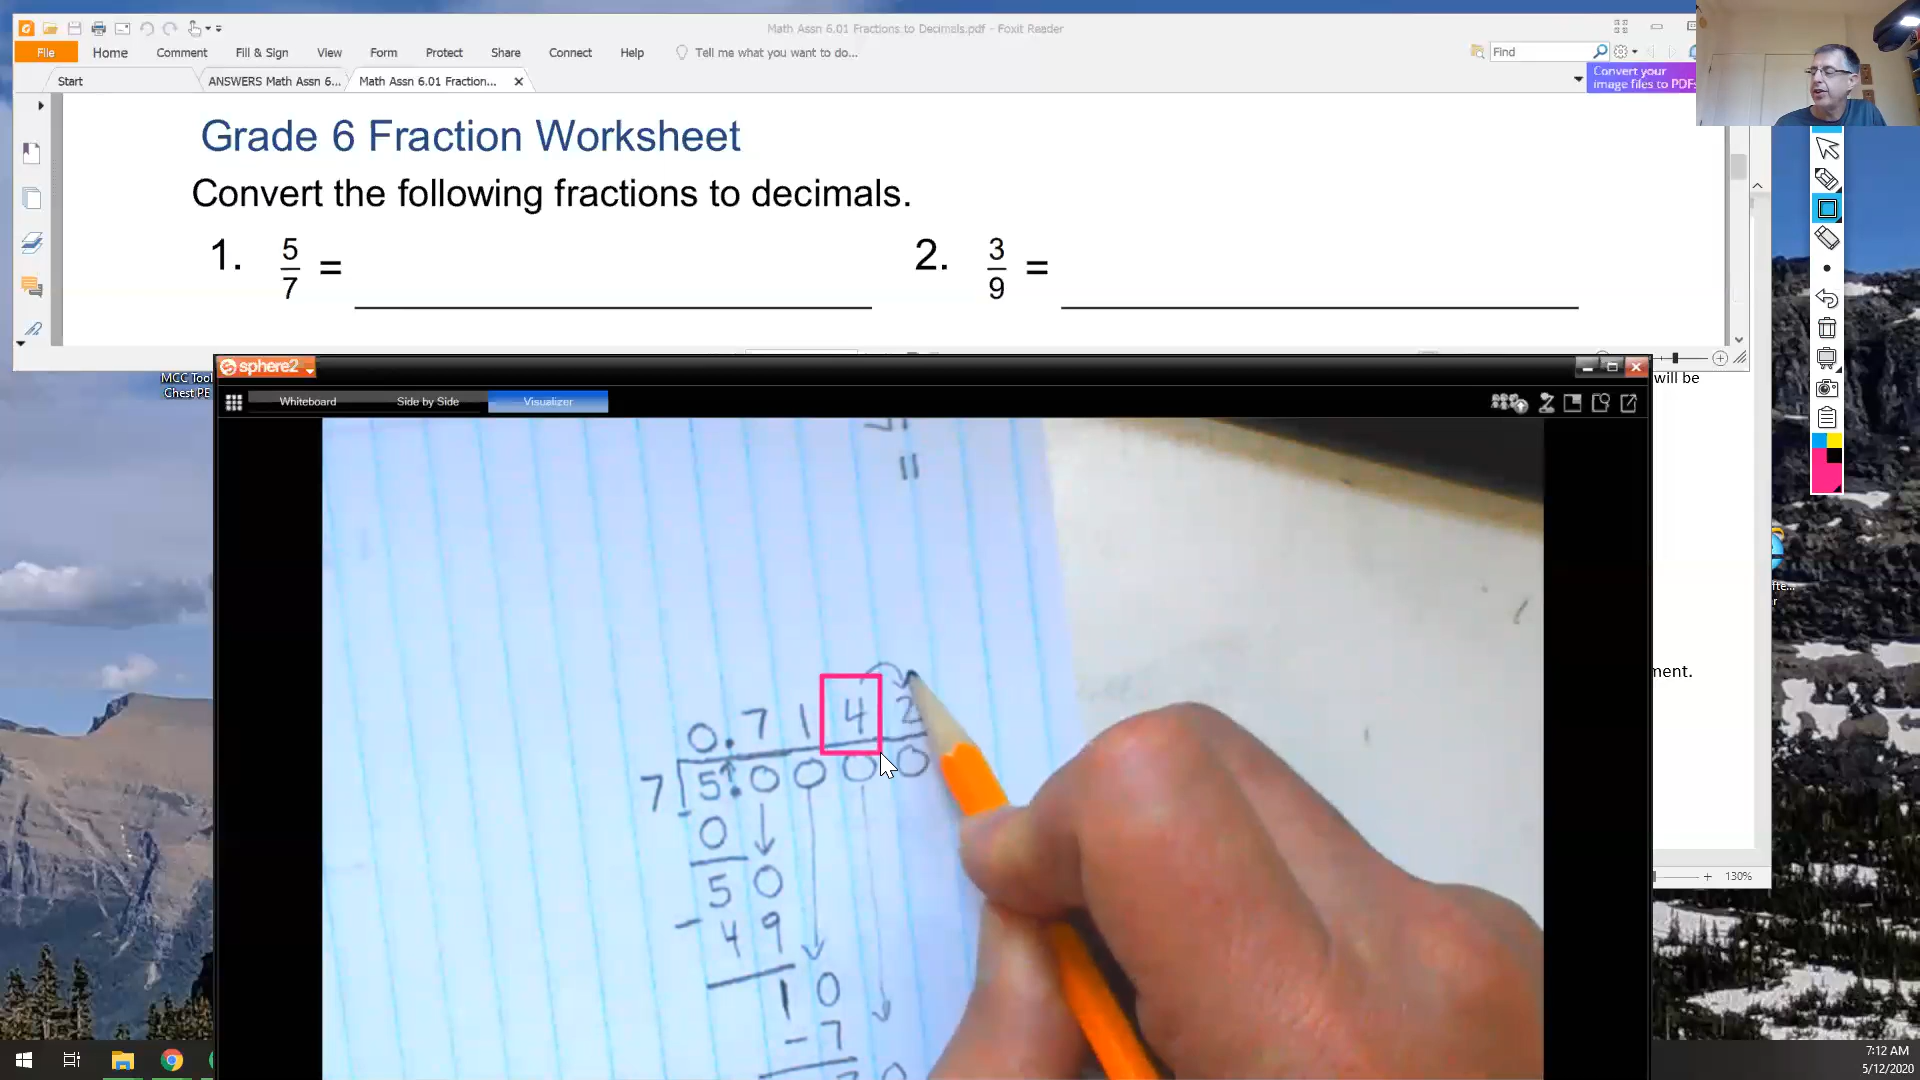 Math Assn 6.01 Fractions to Decimals.pdf - Foxit Reader
File Home Comment Fill & Sign View Form Protect Share Connect Help Tell me what you want to do... Find
Start ANSWERS Math Assn 6... Math Assn 6.01 Fraction...
Convert your
image files to PDFs
Grade 6 Fraction Worksheet
Convert the following fractions to decimals.
1. 5/7 = 2. 3/9 =
sphere2
MCC Tool
Chest PE
will be
Whiteboard Side by Side Visualizer
=
ment.
0.7142
7 5.0000
0
50
- 49
10
- 7
130%
7:12 AM
5/12/2020